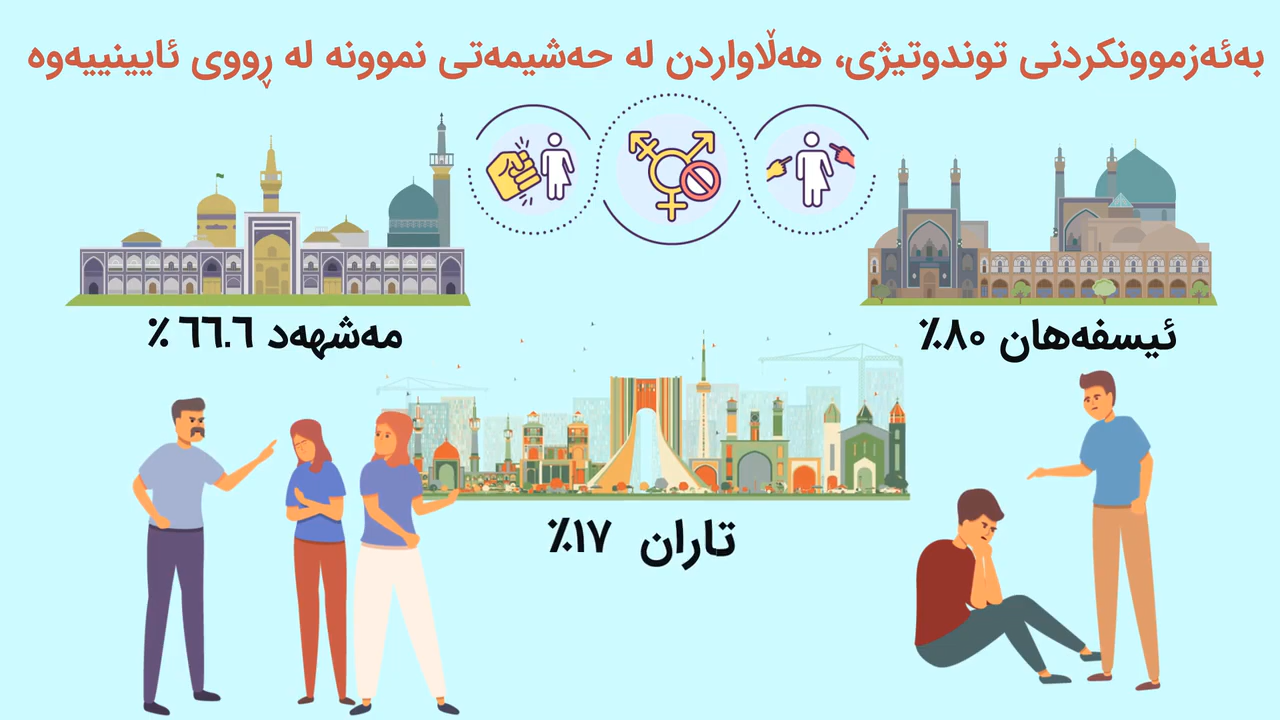 بەئەزموونکردنی توندوتیژی، هەڵاواردن لە حەشیمەتی نموونە لە ڕووی ئایینییەوە
ئیسفەهان ٨٠٪
مەشهەد ٦٦.٦ ٪
تاران ١٧٪